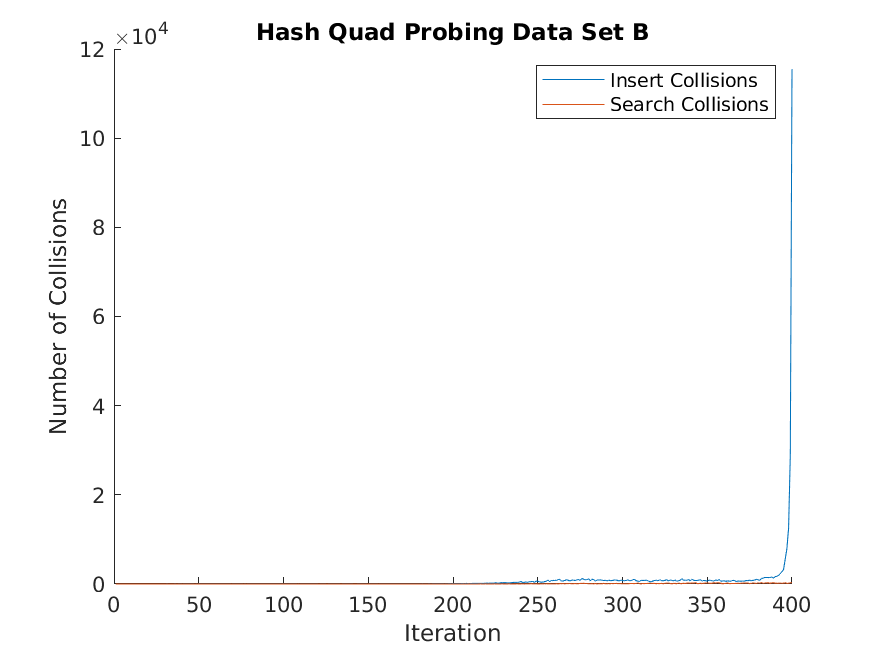 Hash Quad Probing Data Set B
×10^4
12
10
8
6
4
2
0
Number of Collisions
Insert Collisions
Search Collisions
0 50 100 150 200 250 300 350 400
Iteration